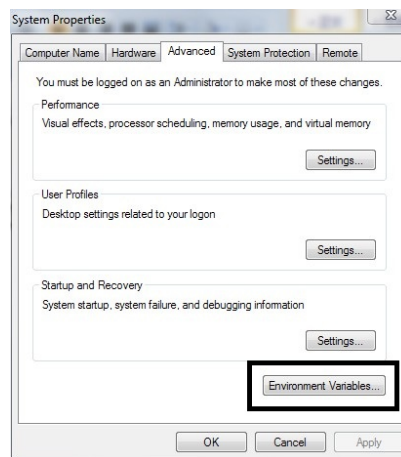 System Properties
Computer Name Hardware Advanced System Protection Remote
You must be logged on as an Administrator to make most of these changes.
Performance
Visual effects, processor scheduling, memory usage, and virtual memory
Settings...
User Profiles
Desktop settings related to your logon
Settings...
Startup and Recovery
System startup, system failure, and debugging information
Settings...
Environment Variables...
OK Cancel Apply